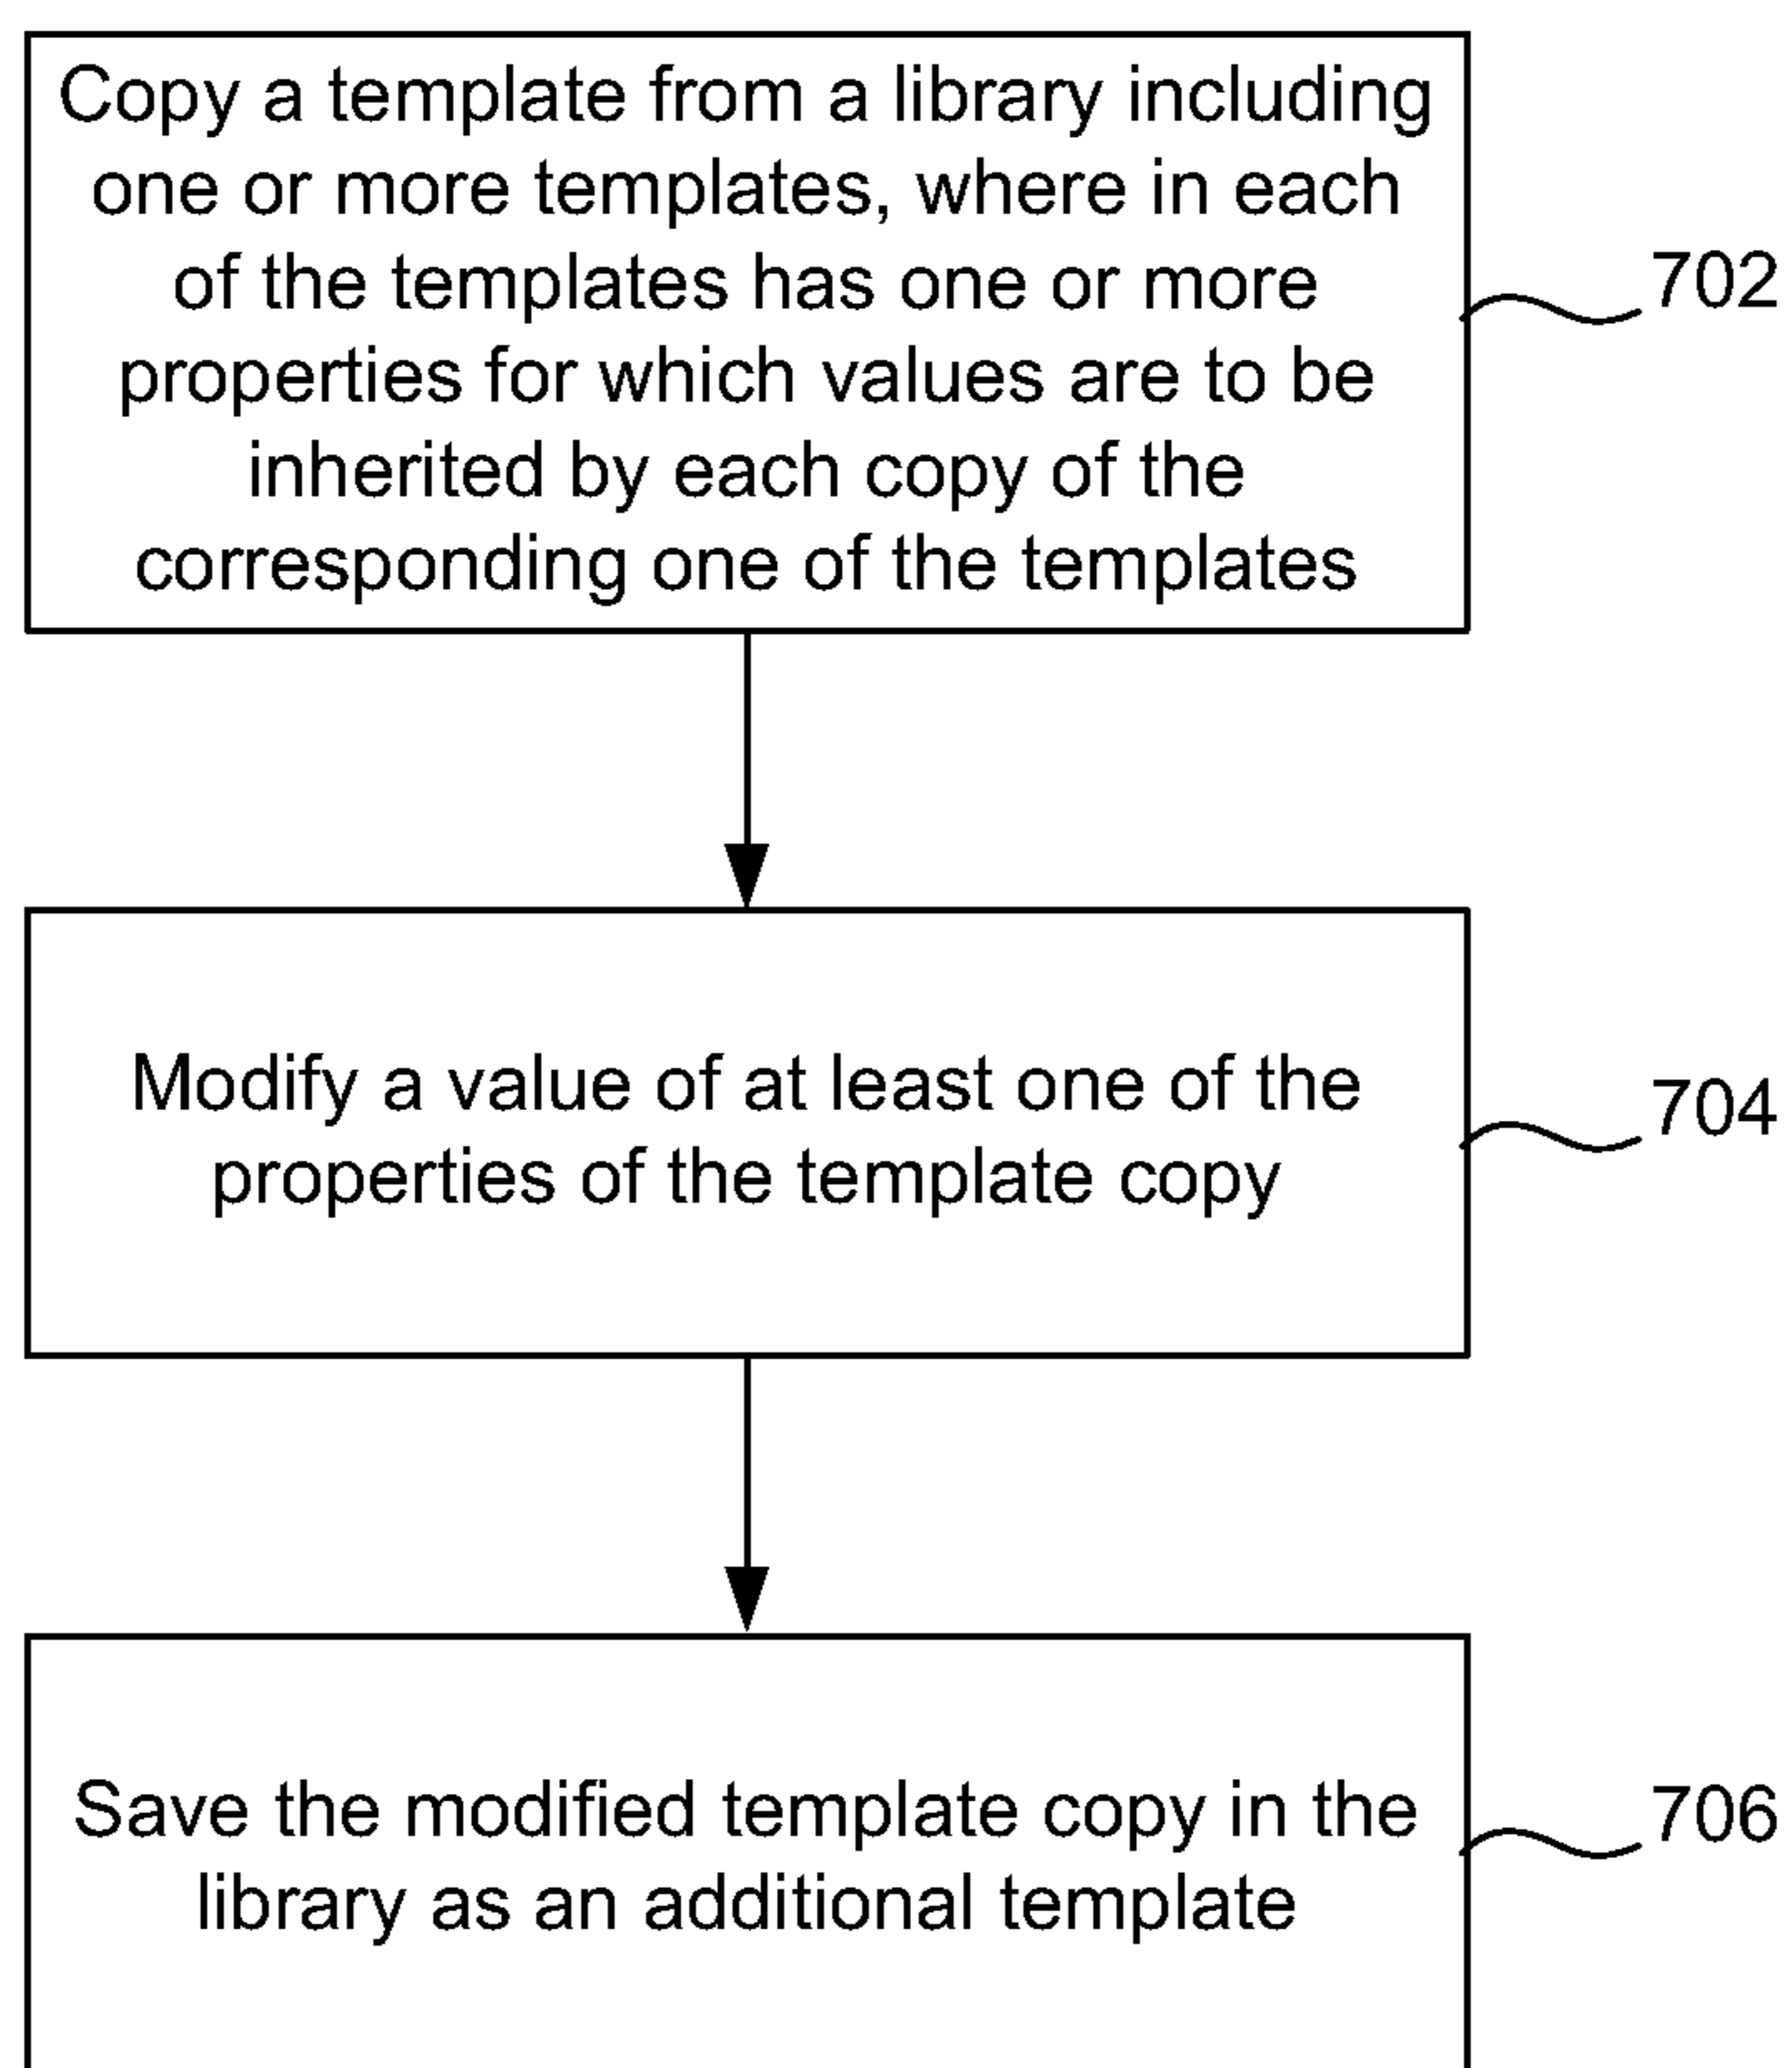 Copy a template from a library including
one or more templates, where in each
of the templates has one or more
properties for which values are to be
inherited by each copy of the
corresponding one of the templates
702
Modify a value of at least one of the
properties of the template copy
704
Save the modified template copy in the
library as an additional template
706